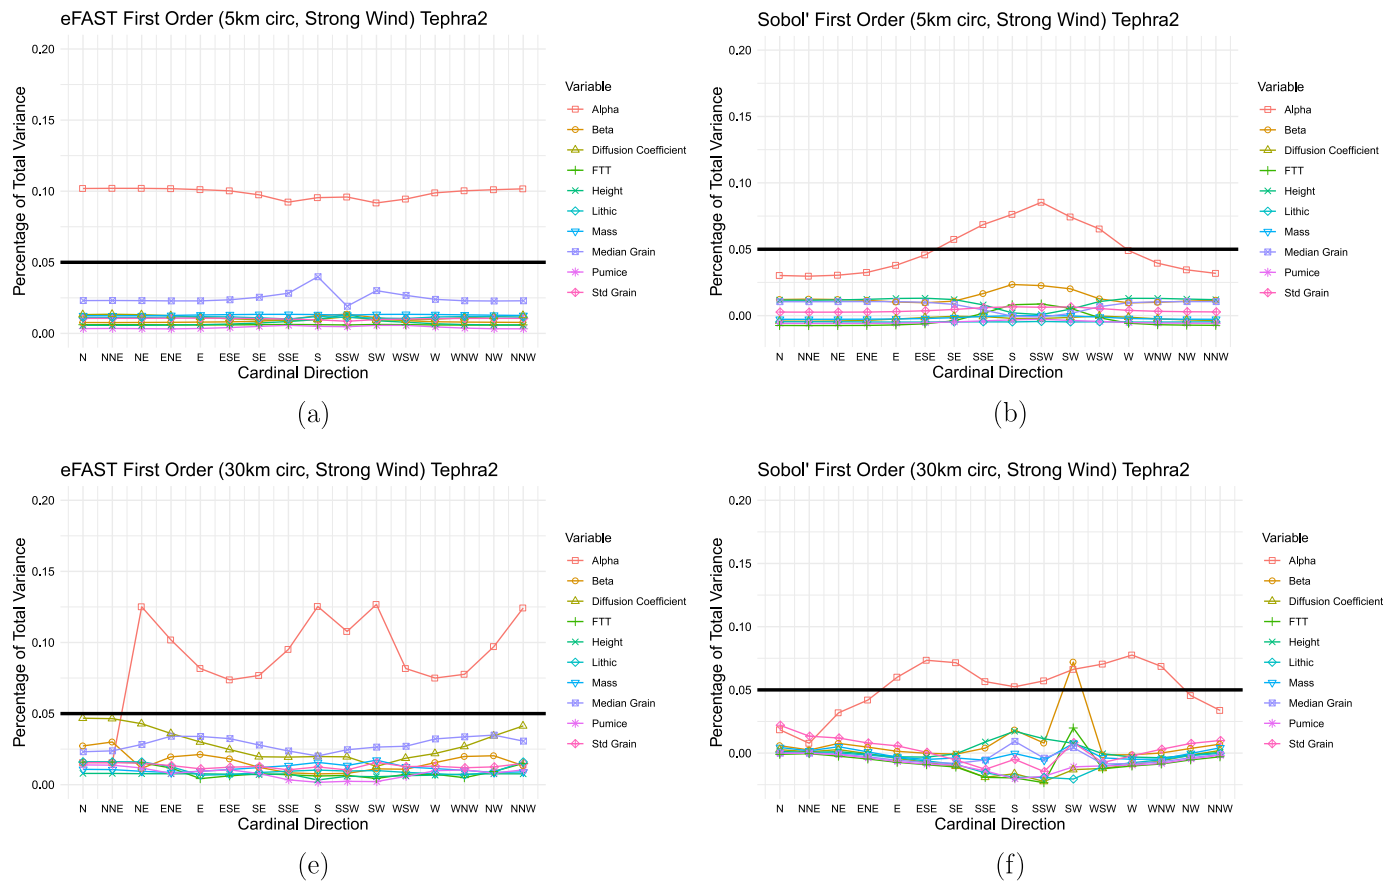 eFAST First Order (5km circ, Strong Wind) Tephra2
Percentage of Total Variance
0.20
0.15
0.10
0.05
0.00
N NNE NE ENE E ESE SE SSE S SSW SW WSW W WNW NW NNW
Cardinal Direction
Variable
Alpha
Beta
Diffusion Coefficient
FTT
Height
Lithic
Mass
Median Grain
Pumice
Std Grain
(a)
Sobol' First Order (5km circ, Strong Wind) Tephra2
Percentage of Total Variance
0.20
0.15
0.10
0.05
0.00
N NNE NE ENE E ESE SE SSE S SSW SW WSW W WNW NW NNW
Cardinal Direction
Variable
Alpha
Beta
Diffusion Coefficient
FTT
Height
Lithic
Mass
Median Grain
Pumice
Std Grain
(b)
eFAST First Order (30km circ, Strong Wind) Tephra2
Percentage of Total Variance
0.20
0.15
0.10
0.05
0.00
N NNE NE ENE E ESE SE SSE S SSW SW WSW W WNW NW NNW
Cardinal Direction
Variable
Alpha
Beta
Diffusion Coefficient
FTT
Height
Lithic
Mass
Median Grain
Pumice
Std Grain
(e)
Sobol' First Order (30km circ, Strong Wind) Tephra2
Percentage of Total Variance
0.20
0.15
0.10
0.05
0.00
N NNE NE ENE E ESE SE SSE S SSW SW WSW W WNW NW NNW
Cardinal Direction
Variable
Alpha
Beta
Diffusion Coefficient
FTT
Height
Lithic
Mass
Median Grain
Pumice
Std Grain
(f)